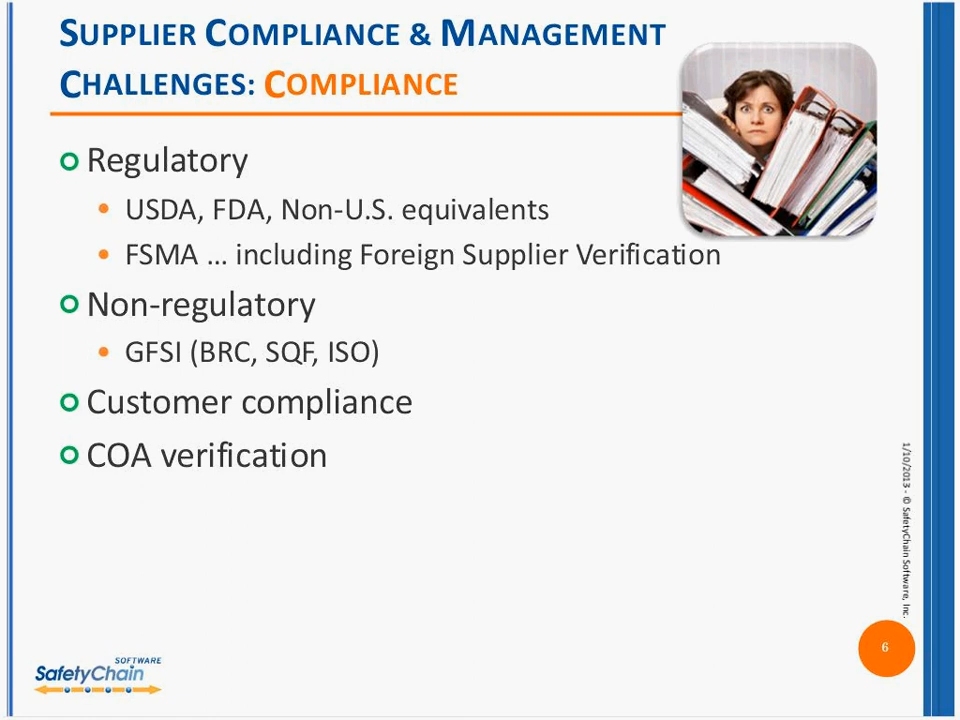 SUPPLIER COMPLIANCE & MANAGEMENT
CHALLENGES: COMPLIANCE
Regulatory
USDA, FDA, Non-U.S. equivalents
FSMA … including Foreign Supplier Verification
Non-regulatory
GFSI (BRC, SQF, ISO)
Customer compliance
COA verification
1/10/2013 - © SafetyChain Software, Inc.
6
SOFTWARE
SafetyChain